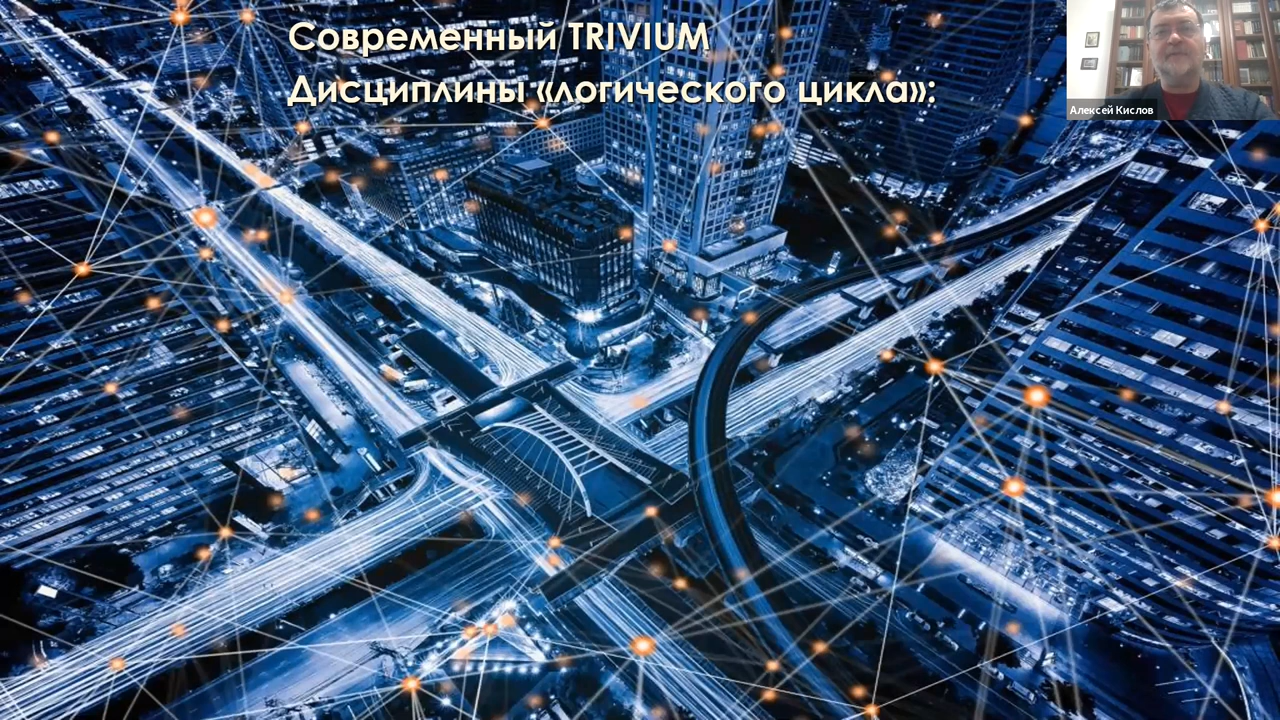 Современный TRIVIUM
Дисциплины «логического цикла»:
Алексей Кислов